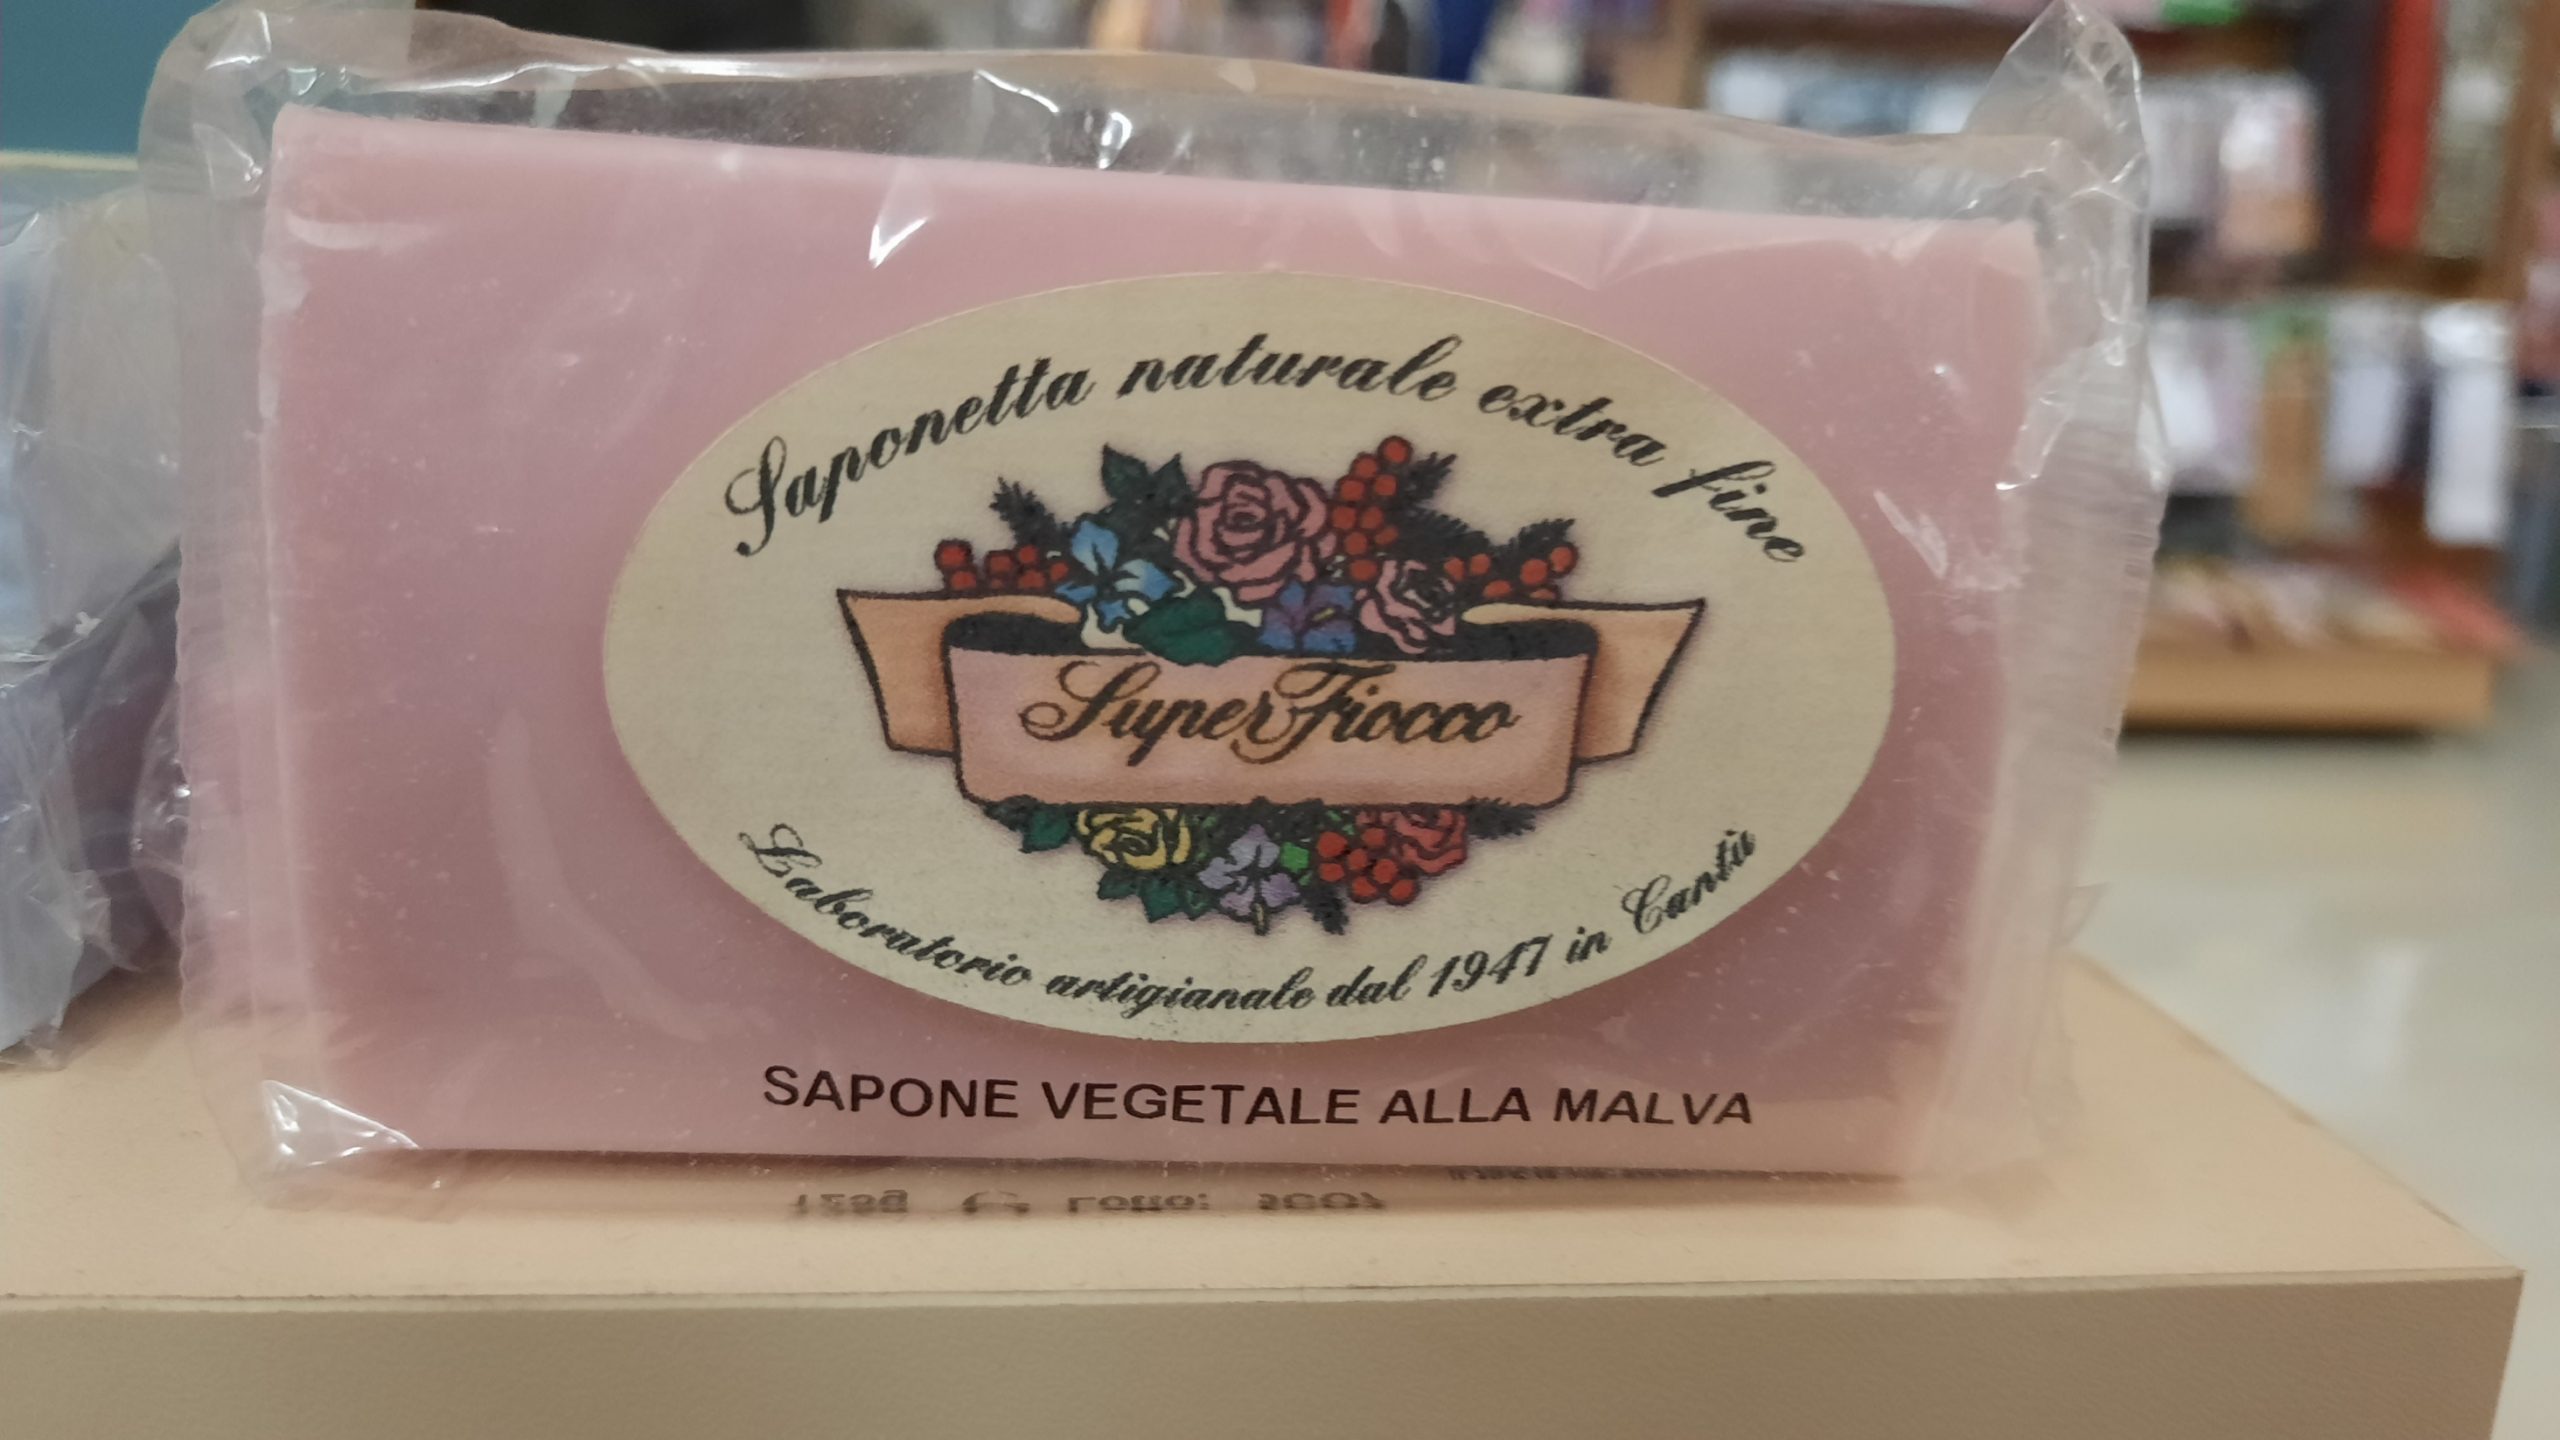 Saponetta naturale extra fine
SuperFiocco
Laboratorio artigianale dal 1947 in Cantù
SAPONE VEGETALE ALLA MALVA